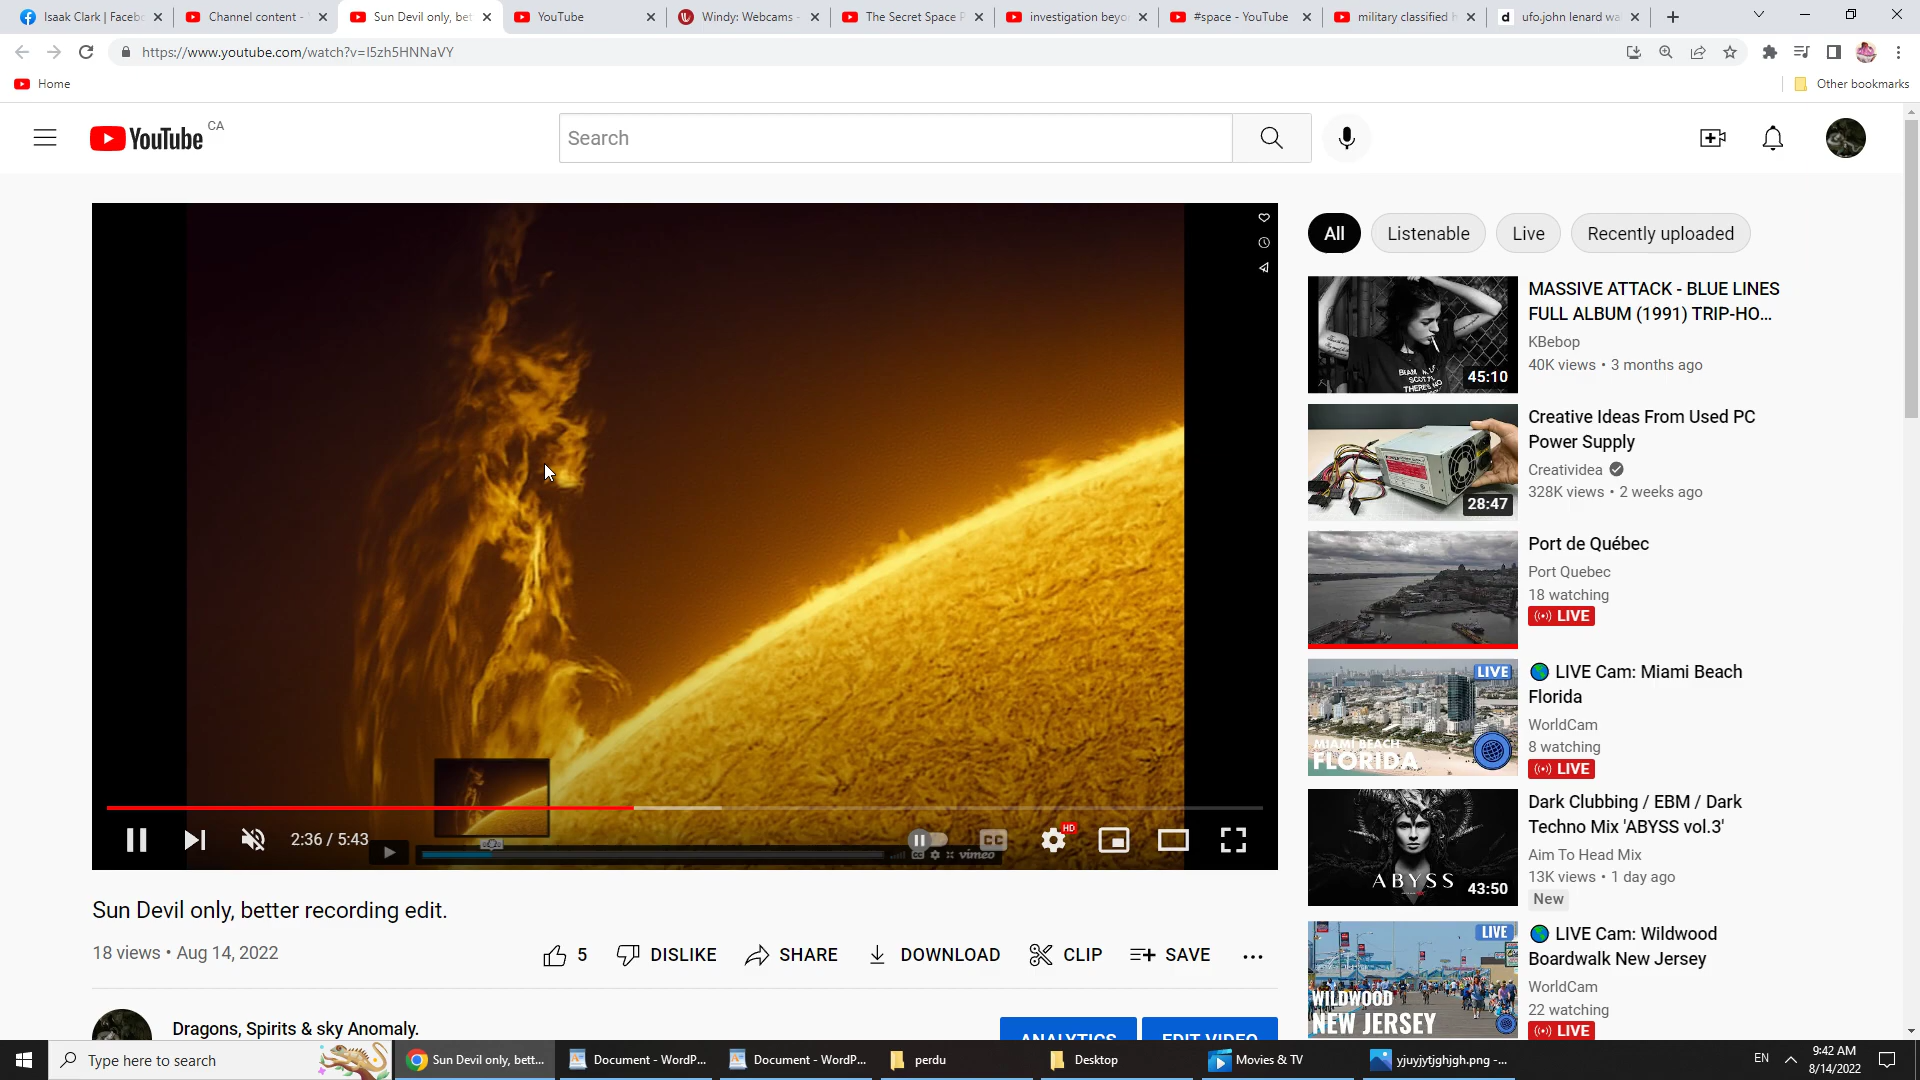 Isaak Clark | Faceb
Channel content -
Sun Devil only, bet
YouTube
Windy: Webcams -
The Secret Space P
investigation beyo
#space - YouTube
military classified h
ufo.john lenard wa
https://www.youtube.com/watch?v=I5zh5HNNaVY
Home
Other bookmarks
YouTube CA
Search
All
Listenable
Live
Recently uploaded
MASSIVE ATTACK - BLUE LINES
FULL ALBUM (1991) TRIP-HO...
KBebop
40K views • 3 months ago
45:10
Creative Ideas From Used PC
Power Supply
Creatividea
328K views • 2 weeks ago
28:47
Port de Québec
Port Quebec
18 watching
LIVE
LIVE
MIAMI BEACH
FLORIDA
LIVE Cam: Miami Beach
Florida
WorldCam
8 watching
LIVE
Dark Clubbing / EBM / Dark
Techno Mix 'ABYSS vol.3'
Aim To Head Mix
13K views • 1 day ago
New
ABYSS
43:50
LIVE
WILDWOOD
NEW JERSEY
LIVE Cam: Wildwood
Boardwalk New Jersey
WorldCam
22 watching
LIVE
2:36 / 5:43
CC
HD
vimeo
Sun Devil only, better recording edit.
18 views • Aug 14, 2022
5
DISLIKE
SHARE
DOWNLOAD
CLIP
SAVE
Dragons, Spirits & sky Anomaly.
ANALYTICS
EDIT VIDEO
Type here to search
Sun Devil only, bett...
Document - WordP...
Document - WordP...
perdu
Desktop
Movies & TV
yjuyjytjghjgh.png -...
EN
9:42 AM
8/14/2022